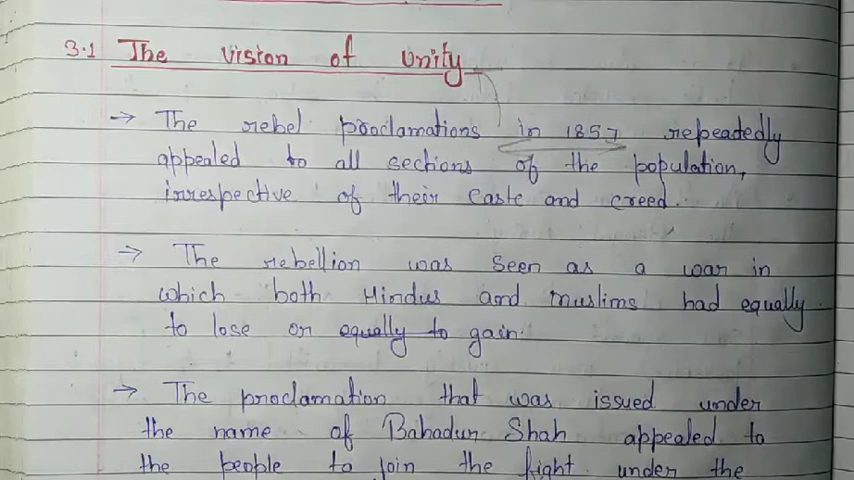 3.1 The vision of Unity
→ The rebel proclamations in 1857 repeatedly
appealed to all sections of the population,
irrespective of their caste and creed.
→ The rebellion was seen as a war in
which both Hindus and muslims had equally
to lose or equally to gain.
→ The proclamation that was issued under
the name of Bahadur Shah appealed to
the people to join the fight under the